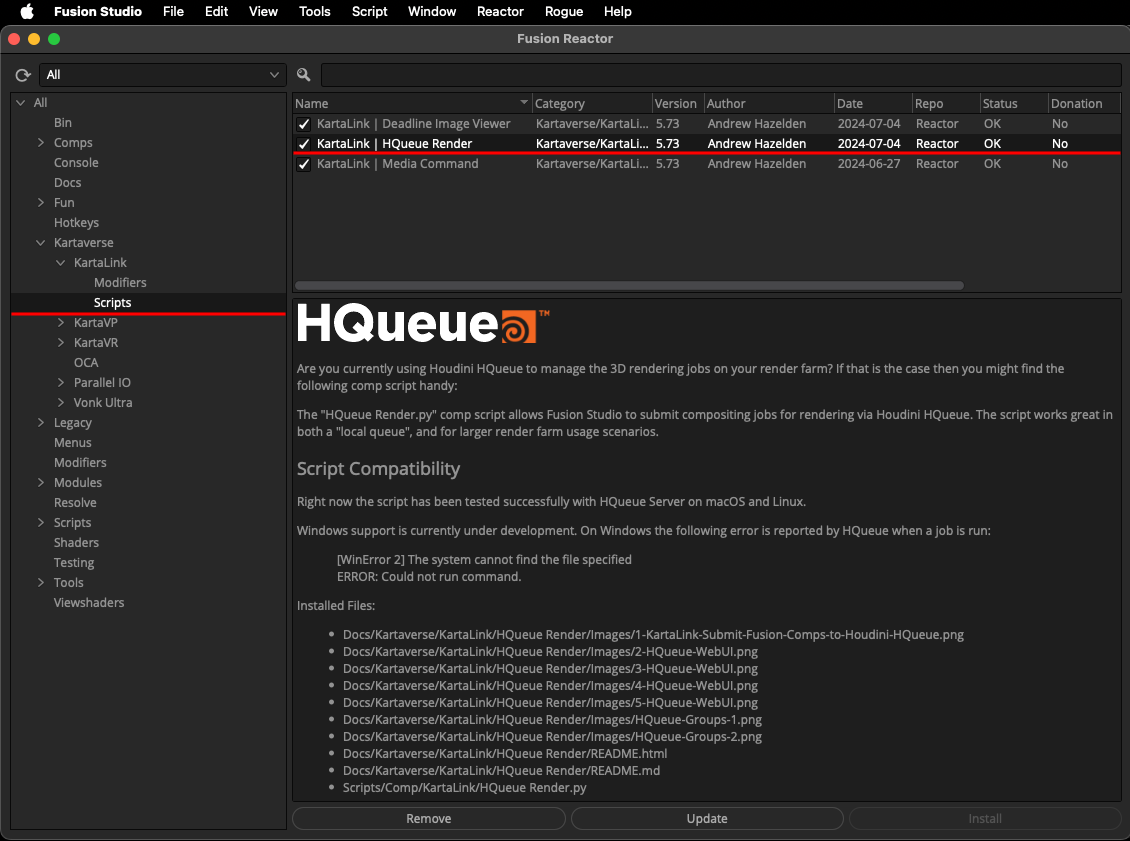 Fusion Studio File Edit View Tools Script Window Reactor Rogue Help
Fusion Reactor
All
All
Bin
Comps
Console
Docs
Fun
Hotkeys
Kartaverse
KartaLink
Modifiers
Scripts
KartaVP
KartaVR
OCA
Parallel IO
Vonk Ultra
Legacy
Menus
Modifiers
Modules
Resolve
Scripts
Shaders
Testing
Tools
Viewshaders
Name Category Version Author Date Repo Status Donation
KartaLink | Deadline Image Viewer Kartaverse/KartaLi... 5.73 Andrew Hazelden 2024-07-04 Reactor OK No
KartaLink | HQueue Render Kartaverse/KartaLi... 5.73 Andrew Hazelden 2024-07-04 Reactor OK No
KartaLink | Media Command Kartaverse/KartaLi... 5.73 Andrew Hazelden 2024-06-27 Reactor OK No
HQueue™
Are you currently using Houdini HQueue to manage the 3D rendering jobs on your render farm? If that is the case then you might find the
following comp script handy:
The "HQueue Render.py" comp script allows Fusion Studio to submit compositing jobs for rendering via Houdini HQueue. The script works great in
both a "local queue", and for larger render farm usage scenarios.
Script Compatibility
Right now the script has been tested successfully with HQueue Server on macOS and Linux.
Windows support is currently under development. On Windows the following error is reported by HQueue when a job is run:
[WinError 2] The system cannot find the file specified
ERROR: Could not run command.
Installed Files:
• Docs/Kartaverse/KartaLink/HQueue Render/Images/1-KartaLink-Submit-Fusion-Comps-to-Houdini-HQueue.png
• Docs/Kartaverse/KartaLink/HQueue Render/Images/2-HQueue-WebUI.png
• Docs/Kartaverse/KartaLink/HQueue Render/Images/3-HQueue-WebUI.png
• Docs/Kartaverse/KartaLink/HQueue Render/Images/4-HQueue-WebUI.png
• Docs/Kartaverse/KartaLink/HQueue Render/Images/5-HQueue-WebUI.png
• Docs/Kartaverse/KartaLink/HQueue Render/Images/HQueue-Groups-1.png
• Docs/Kartaverse/KartaLink/HQueue Render/Images/HQueue-Groups-2.png
• Docs/Kartaverse/KartaLink/HQueue Render/README.html
• Docs/Kartaverse/KartaLink/HQueue Render/README.md
• Scripts/Comp/KartaLink/HQueue Render.py
Remove Update Install